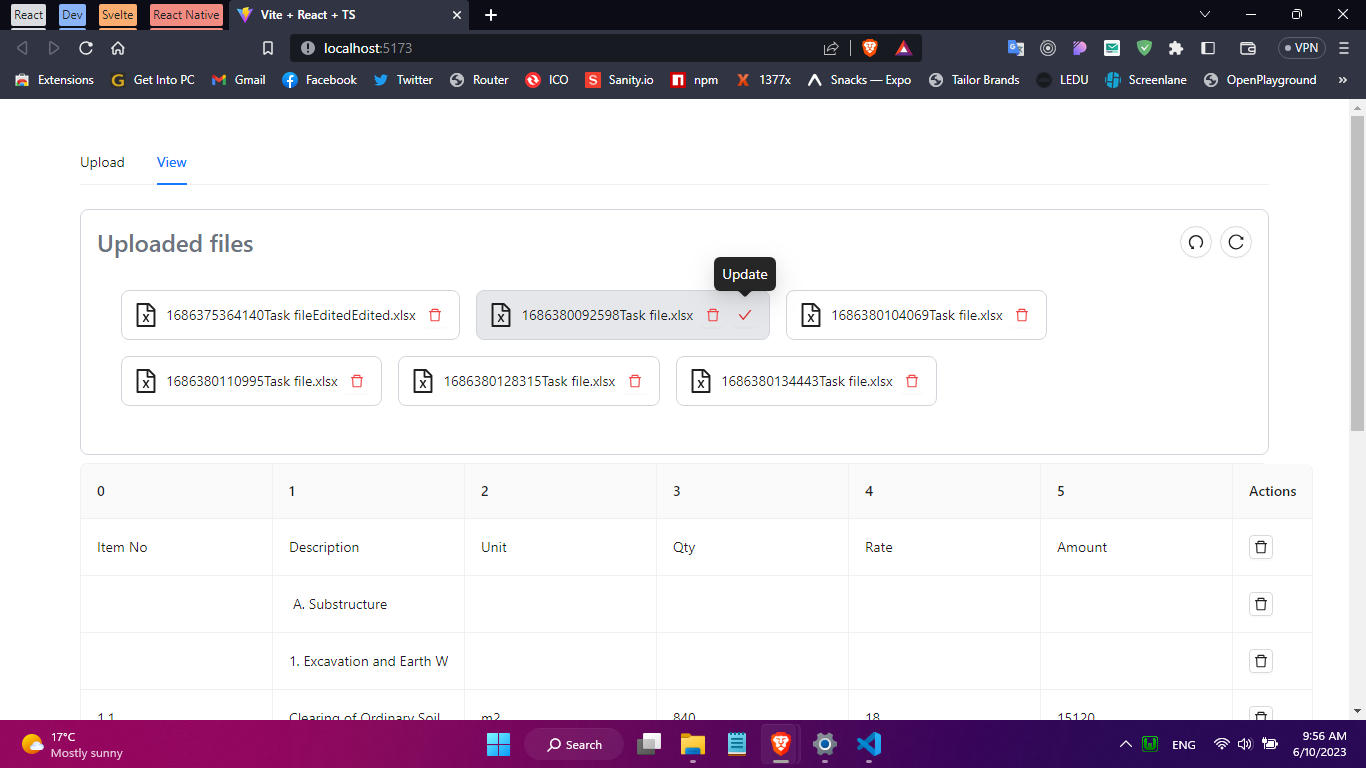 React Dev Svelte React Native Vite + React + TS
localhost:5173 VPN
Extensions Get Into PC Gmail Facebook Twitter Router ICO Sanity.io npm 1377x Snacks — Expo Tailor Brands LEDU Screenlane OpenPlayground »
Upload View
Uploaded files
Update
1686375364140Task fileEditedEdited.xlsx 1686380092598Task file.xlsx 1686380104069Task file.xlsx
1686380110995Task file.xlsx 1686380128315Task file.xlsx 1686380134443Task file.xlsx
0 1 2 3 4 5 Actions
Item No Description Unit Qty Rate Amount
A. Substructure
1. Excavation and Earth W
1.1 Clearing of Ordinary Soil m2 840 18 15120
17°C
Mostly sunny
Search
ENG
9:56 AM
6/10/2023